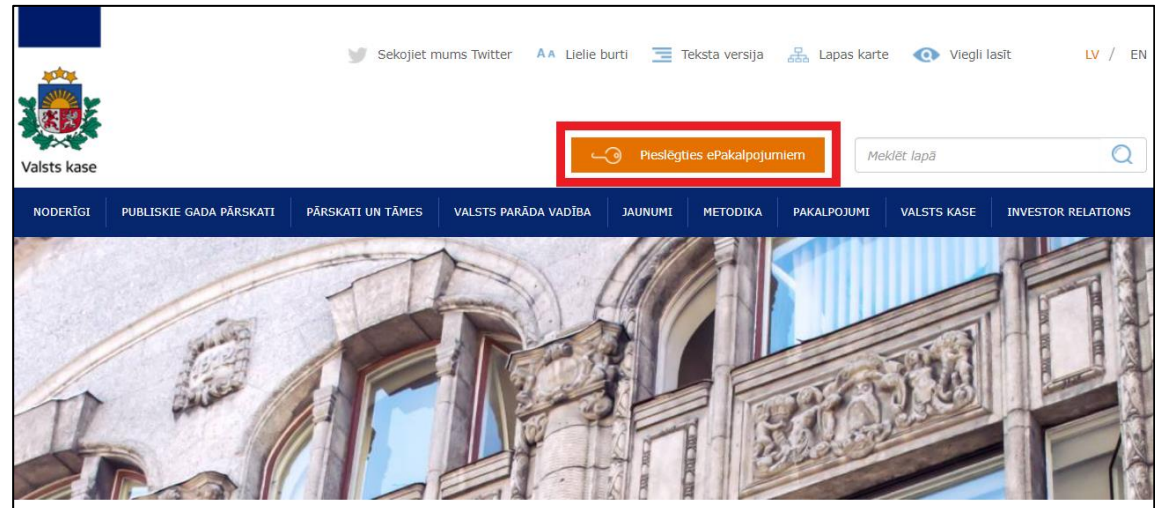 Sekojiet mums Twitter AA Lielie burti Teksta versija Lapas karte Viegli lasīt LV / EN
Valsts kase
Pieslēgties ePakalpojumiem Meklēt lapā
NODERĪGI PUBLISKIE GADA PĀRSKATI PĀRSKATI UN TĀMES VALSTS PARĀDA VADĪBA JAUNUMI METODIKA PAKALPOJUMI VALSTS KASE INVESTOR RELATIONS